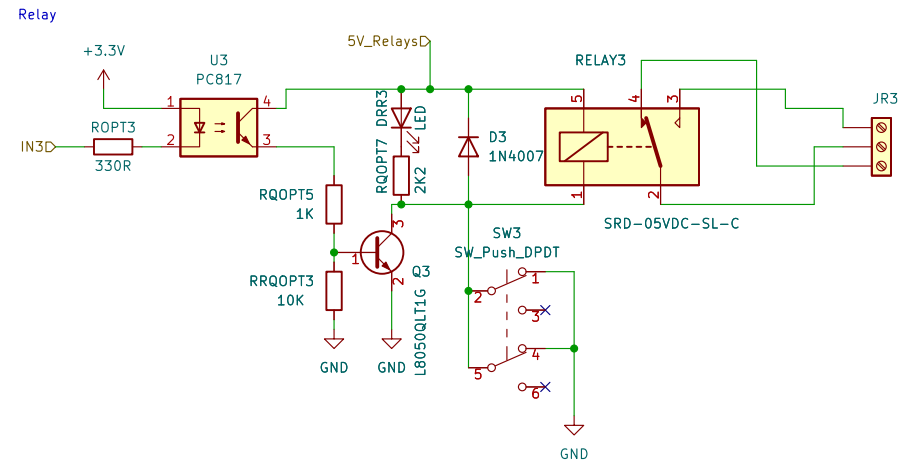 Relay
5V_Relays
+3.3V
U3
PC817
RELAY3
JR3
1
4
5
4
3
ROPT3
IN3
2
3
330R
DRR3
LED
D3
1N4007
RQOPT7
2K2
RQOPT5
1K
1
2
SRD-05VDC-SL-C
3
SW3
SW_Push_DPDT
1
Q3
2
RRQOPT3
10K
L8050QLT1G
1
2
3
4
5
6
GND
GND
GND